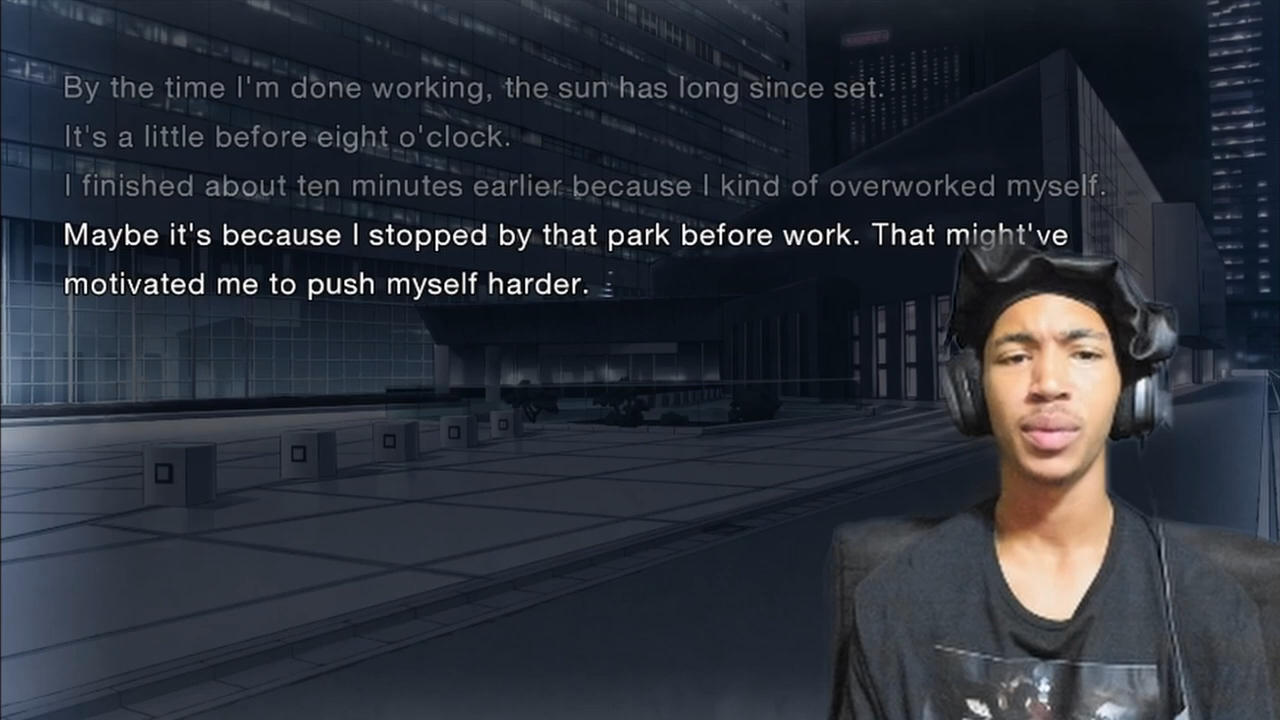 By the time I'm done working, the sun has long since set.
It's a little before eight o'clock.
I finished about ten minutes earlier because I kind of overworked myself.
Maybe it's because I stopped by that park before work. That might've
motivated me to push myself harder.